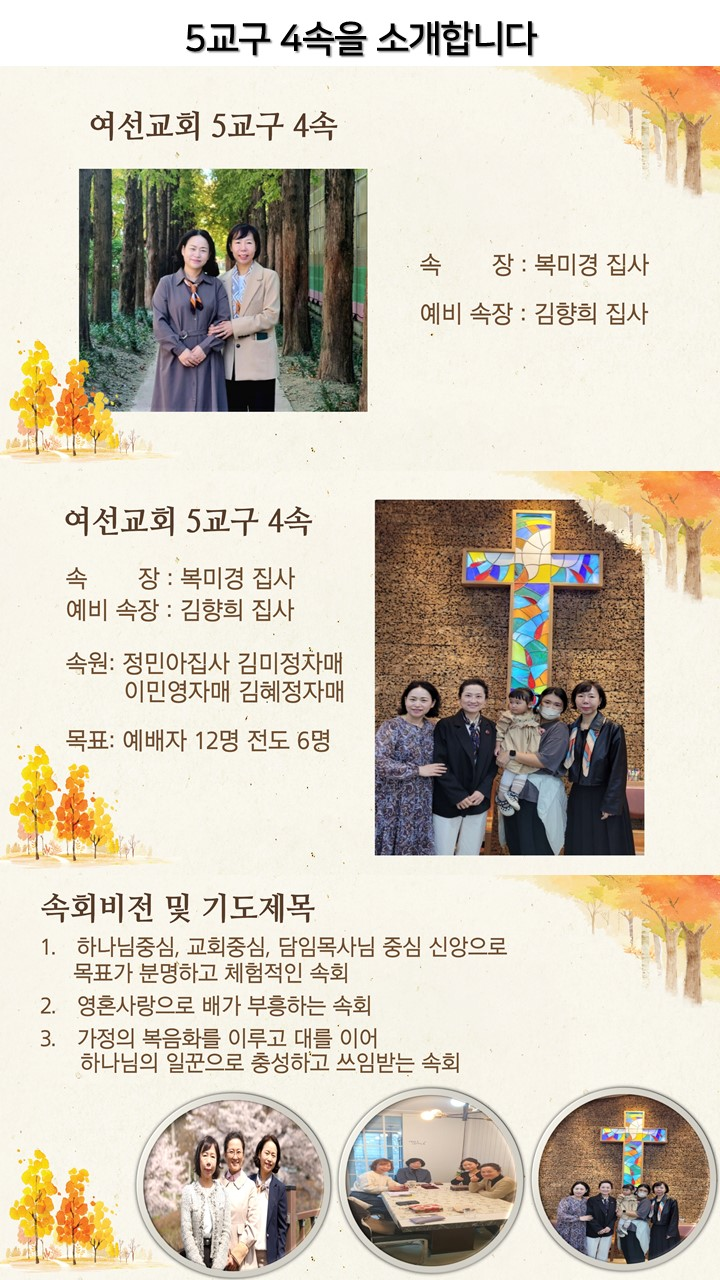 5교구 4속을 소개합니다
여선교회 5교구 4속
속 장 : 복미경 집사
예비 속장 : 김향희 집사
여선교회 5교구 4속
속 장 : 복미경 집사
예비 속장 : 김향희 집사
속원: 정민아집사 김미정자매
이민영자매 김혜정자매
목표: 예배자 12명 전도 6명
속회비전 및 기도제목
1. 하나님중심, 교회중심, 담임목사님 중심 신앙으로
목표가 분명하고 체험적인 속회
2. 영혼사랑으로 배가 부흥하는 속회
3. 가정의 복음화를 이루고 대를 이어
하나님의 일꾼으로 충성하고 쓰임받는 속회